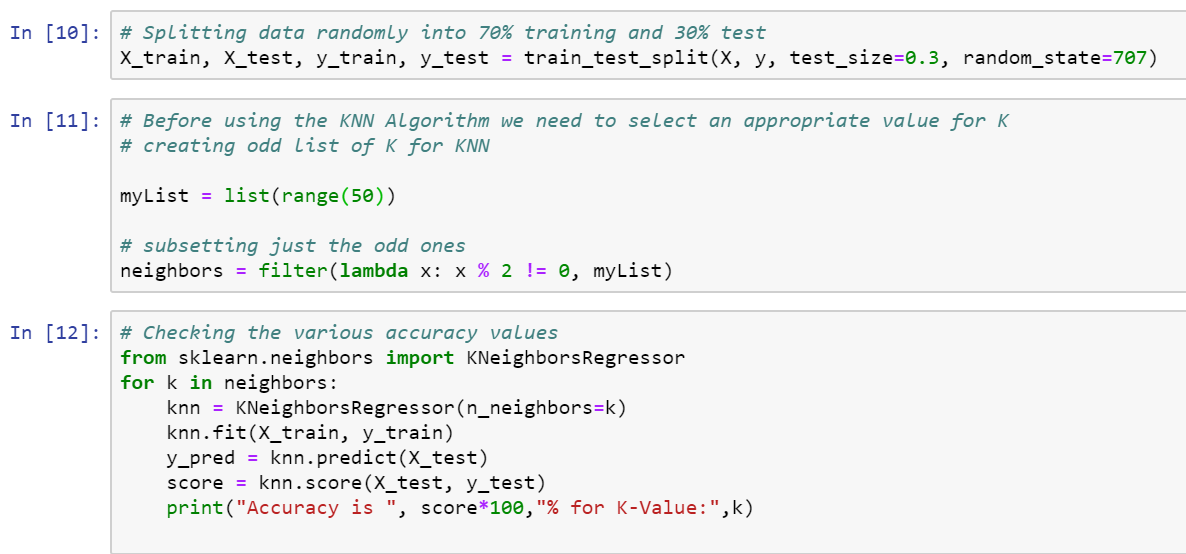 In [10]: # Splitting data randomly into 70% training and 30% test
X_train, X_test, y_train, y_test = train_test_split(X, y, test_size=0.3, random_state=707)
In [11]: # Before using the KNN Algorithm we need to select an appropriate value for K
# creating odd list of K for KNN
myList = list(range(50))
# subsetting just the odd ones
neighbors = filter(lambda x: x % 2 != 0, myList)
In [12]: # Checking the various accuracy values
from sklearn.neighbors import KNeighborsRegressor
for k in neighbors:
    knn = KNeighborsRegressor(n_neighbors=k)
    knn.fit(X_train, y_train)
    y_pred = knn.predict(X_test)
    score = knn.score(X_test, y_test)
    print("Accuracy is ", score*100,"% for K-Value:",k)